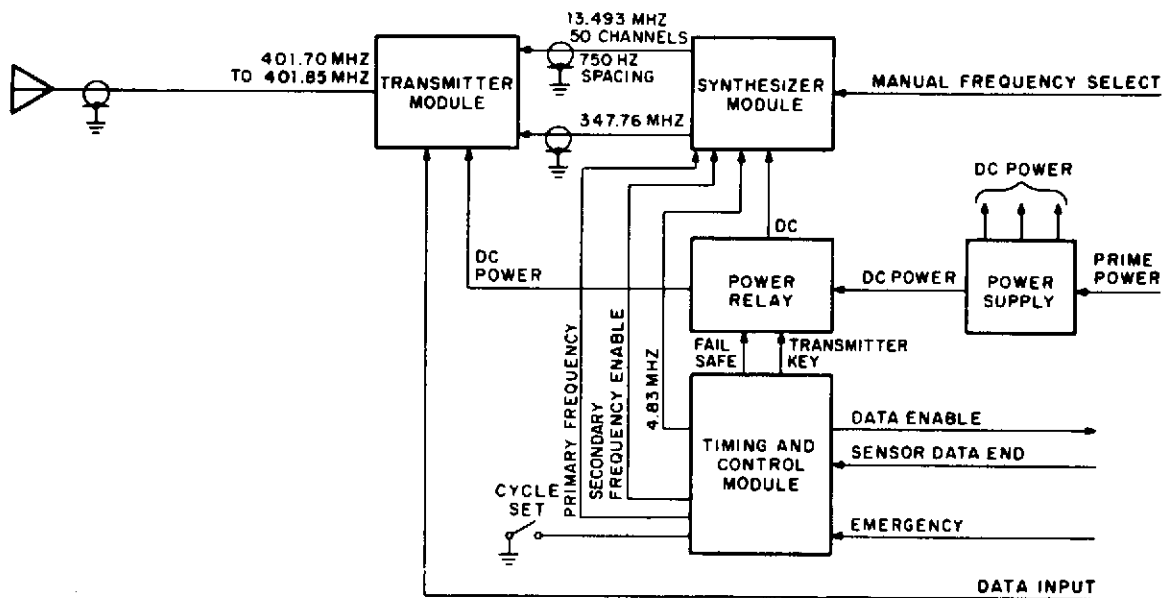 13.493 MHZ
50 CHANNELS
750 HZ
SPACING
401.70 MHZ
TO 401.85 MHZ
TRANSMITTER
MODULE
SYNTHESIZER
MODULE
MANUAL FREQUENCY SELECT
347.76 MHZ
DC POWER
DC
DC
POWER
POWER
RELAY
DC POWER
POWER
SUPPLY
PRIME
POWER
FAIL
SAFE
TRANSMITTER
KEY
PRIMARY FREQUENCY
SECONDARY
FREQUENCY ENABLE
4.83 MHZ
TIMING AND
CONTROL
MODULE
DATA ENABLE
SENSOR DATA END
EMERGENCY
CYCLE
SET
DATA INPUT